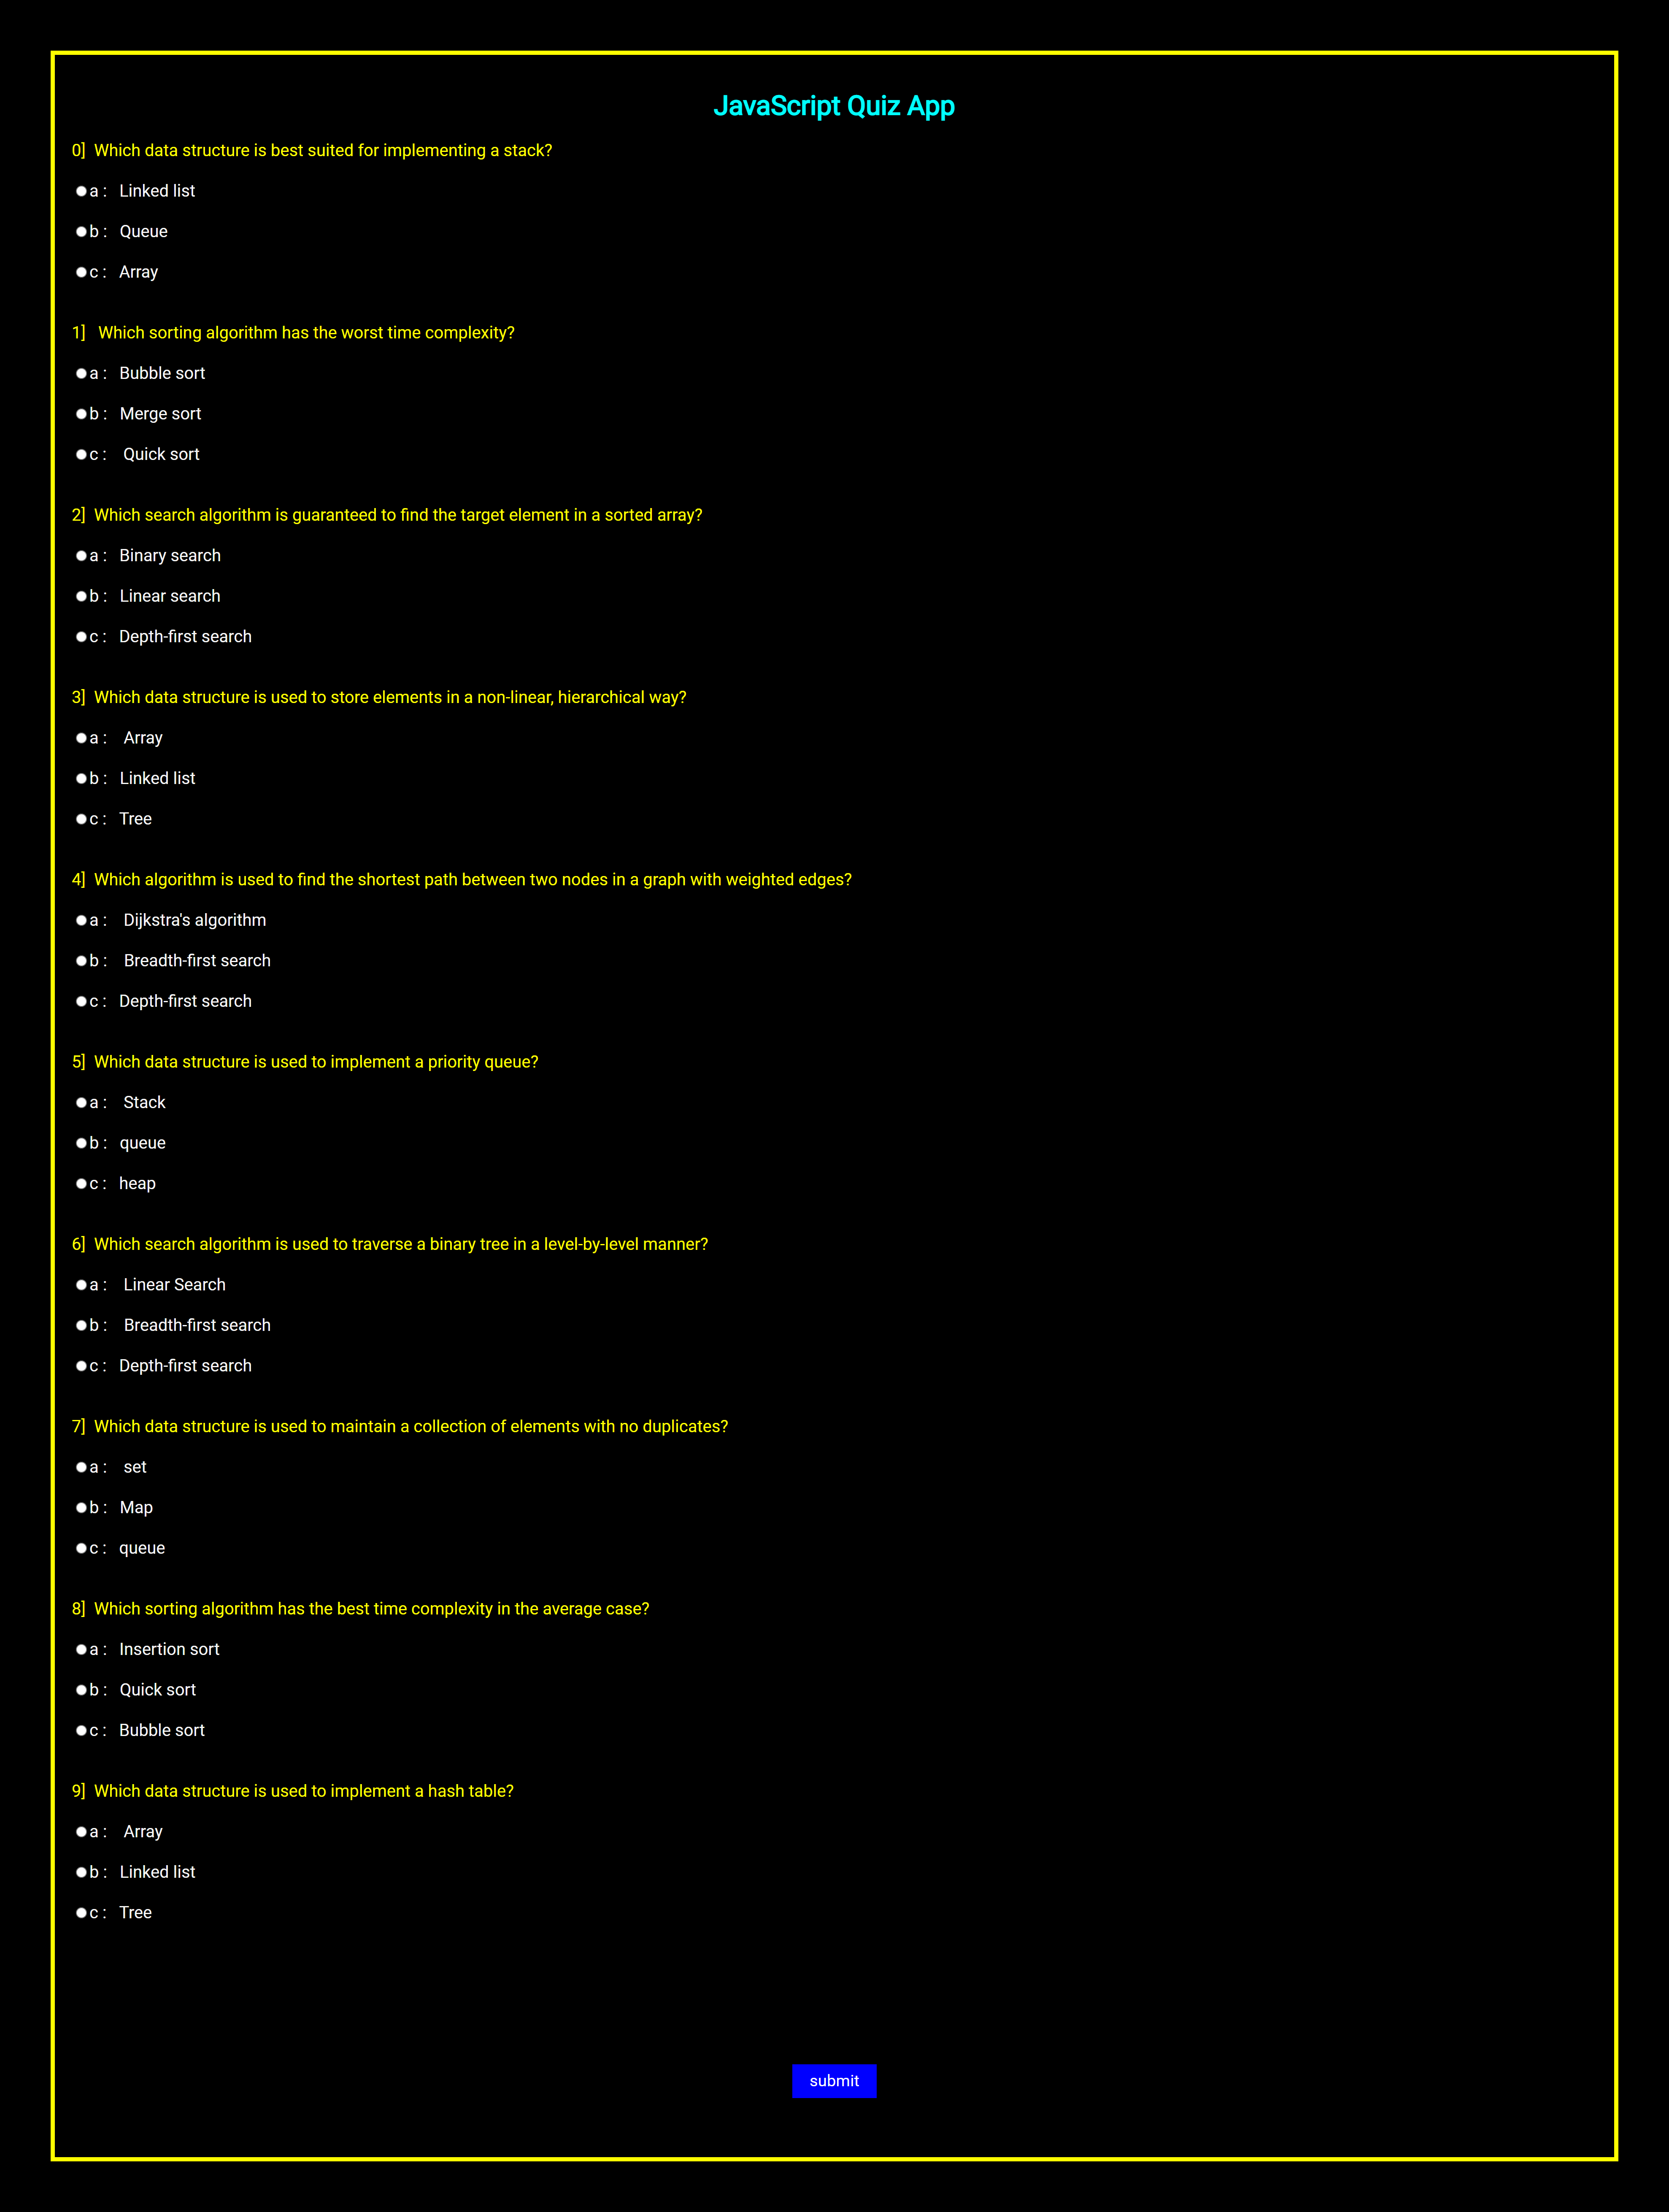 JavaScript Quiz App
0] Which data structure is best suited for implementing a stack?
a : Linked list
b : Queue
c : Array
1] Which sorting algorithm has the worst time complexity?
a : Bubble sort
b : Merge sort
c : Quick sort
2] Which search algorithm is guaranteed to find the target element in a sorted array?
a : Binary search
b : Linear search
c : Depth-first search
3] Which data structure is used to store elements in a non-linear, hierarchical way?
a : Array
b : Linked list
c : Tree
4] Which algorithm is used to find the shortest path between two nodes in a graph with weighted edges?
a : Dijkstra's algorithm
b : Breadth-first search
c : Depth-first search
5] Which data structure is used to implement a priority queue?
a : Stack
b : queue
c : heap
6] Which search algorithm is used to traverse a binary tree in a level-by-level manner?
a : Linear Search
b : Breadth-first search
c : Depth-first search
7] Which data structure is used to maintain a collection of elements with no duplicates?
a : set
b : Map
c : queue
8] Which sorting algorithm has the best time complexity in the average case?
a : Insertion sort
b : Quick sort
c : Bubble sort
9] Which data structure is used to implement a hash table?
a : Array
b : Linked list
c : Tree
submit